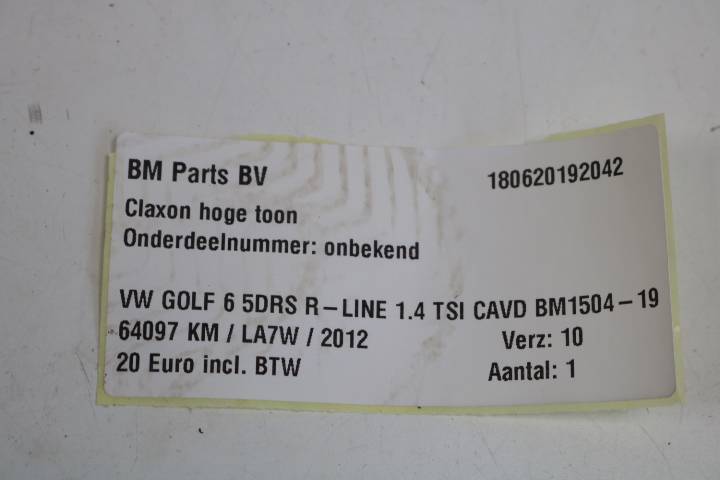 BM Parts BV 180620192042
Claxon hoge toon
Onderdeelnummer: onbekend
VW GOLF 6 5DRS R-LINE 1.4 TSI CAVD BM1504-19
64097 KM / LA7W / 2012 Verz: 10
20 Euro incl. BTW Aantal: 1